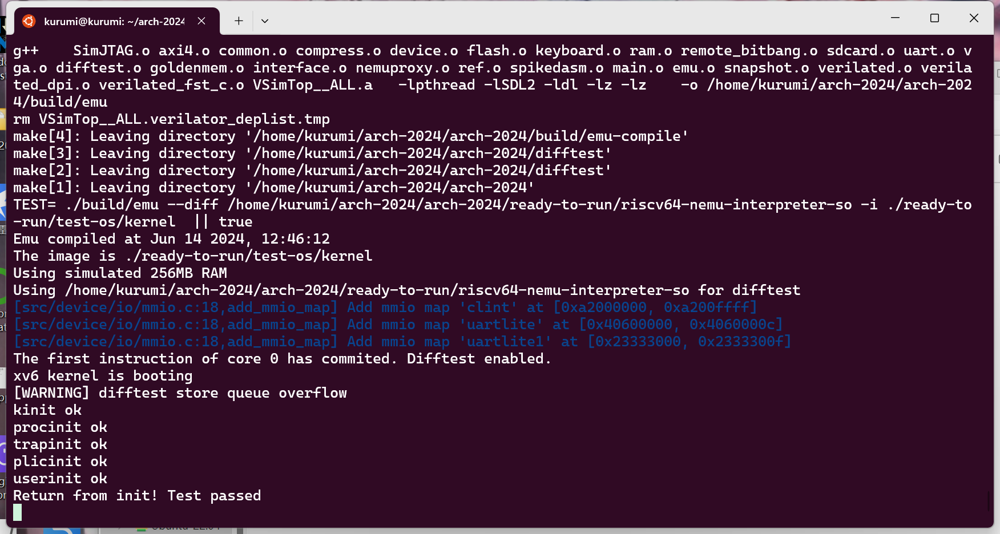 kurumi@kurumi: ~/arch-2024
g++    SimJTAG.o axi4.o common.o compress.o device.o flash.o keyboard.o ram.o remote_bitbang.o sdcard.o uart.o v
ga.o difftest.o goldenmem.o interface.o nemuproxy.o ref.o spikedasm.o main.o emu.o snapshot.o verilated.o verila
ted_dpi.o verilated_fst_c.o VSimTop__ALL.a   -lpthread -lSDL2 -ldl -lz -lz    -o /home/kurumi/arch-2024/arch-202
4/build/emu
rm VSimTop__ALL.verilator_deplist.tmp
make[4]: Leaving directory '/home/kurumi/arch-2024/arch-2024/build/emu-compile'
make[3]: Leaving directory '/home/kurumi/arch-2024/arch-2024/difftest'
make[2]: Leaving directory '/home/kurumi/arch-2024/arch-2024/difftest'
make[1]: Leaving directory '/home/kurumi/arch-2024/arch-2024'
TEST= ./build/emu --diff /home/kurumi/arch-2024/arch-2024/ready-to-run/riscv64-nemu-interpreter-so -i ./ready-to
-run/test-os/kernel  || true
Emu compiled at Jun 14 2024, 12:46:12
The image is ./ready-to-run/test-os/kernel
Using simulated 256MB RAM
Using /home/kurumi/arch-2024/arch-2024/ready-to-run/riscv64-nemu-interpreter-so for difftest
[src/device/io/mmio.c:18,add_mmio_map] Add mmio map 'clint' at [0xa2000000, 0xa200ffff]
[src/device/io/mmio.c:18,add_mmio_map] Add mmio map 'uartlite' at [0x40600000, 0x4060000c]
[src/device/io/mmio.c:18,add_mmio_map] Add mmio map 'uartlite1' at [0x23333000, 0x2333300f]
The first instruction of core 0 has commited. Difftest enabled.
xv6 kernel is booting
[WARNING] difftest store queue overflow
kinit ok
procinit ok
trapinit ok
plicinit ok
userinit ok
Return from init! Test passed